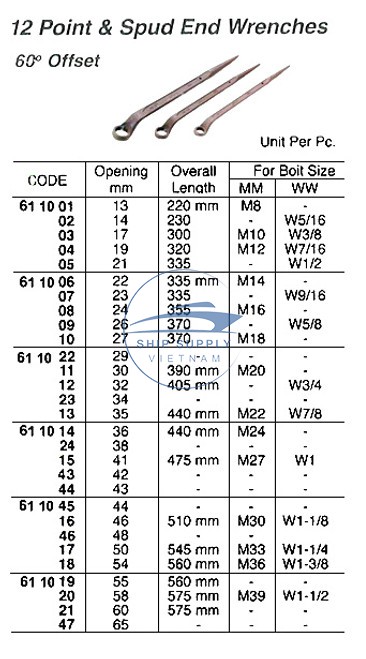 12 Point & Spud End Wrenches
60º Offset
Unit Per Pc.
CODE Opening mm Overall Length For Bolt Size
MM WW
61 10 01 13 220 mm M8 -
02 14 230 - W5/16
03 17 300 M10 W3/8
04 19 320 M12 W7/16
05 21 335 - W1/2
61 10 06 22 335 mm M14 -
07 23 335 - W9/16
08 24 355 M16 -
09 26 370 - W5/8
10 27 370 M18 -
61 10 22 29 - - -
11 30 390 mm M20 -
12 32 405 mm - W3/4
23 34 - - -
13 35 440 mm M22 W7/8
61 10 14 36 440 mm M24 -
24 38 - - -
15 41 475 mm M27 W1
43 42 - - -
44 43 - - -
61 10 45 44 - - -
16 46 510 mm M30 W1-1/8
46 48 - - -
17 50 545 mm M33 W1-1/4
18 54 560 mm M36 W1-3/8
61 10 19 55 560 mm - -
20 58 575 mm M39 W1-1/2
21 60 575 mm - -
47 65 - - -
SHIP SUPPLY
VIETNAM